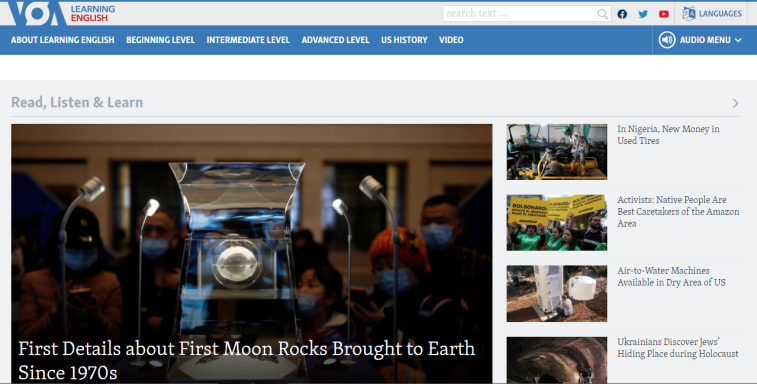 VOA
LEARNING
ENGLISH
search text ...
LANGUAGES
ABOUT LEARNING ENGLISH BEGINNING LEVEL INTERMEDIATE LEVEL ADVANCED LEVEL US HISTORY VIDEO
AUDIO MENU
Read, Listen & Learn
First Details about First Moon Rocks Brought to Earth
Since 1970s
In Nigeria, New Money in
Used Tires
BOLSONARO
Activists: Native People Are
Best Caretakers of the Amazon
Area
Air-to-Water Machines
Available in Dry Area of US
Ukrainians Discover Jews'
Hiding Place during Holocaust